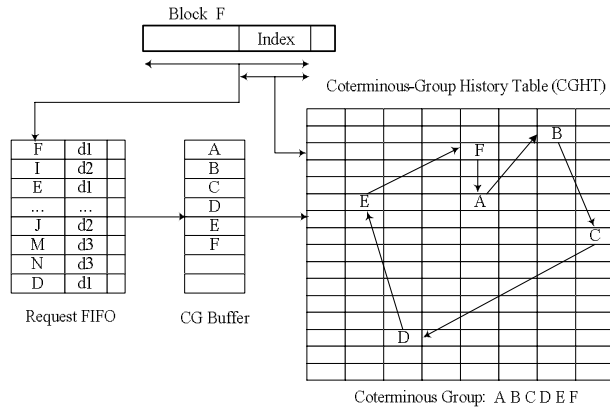 Block F
Index
Coterminous-Group History Table (CGHT)
F d1
I d2
E d1
... ...
J d2
M d3
N d3
D d1
Request FIFO
A
B
C
D
E
F
CG Buffer
B
F
E
A
C
D
Coterminous Group: A B C D E F